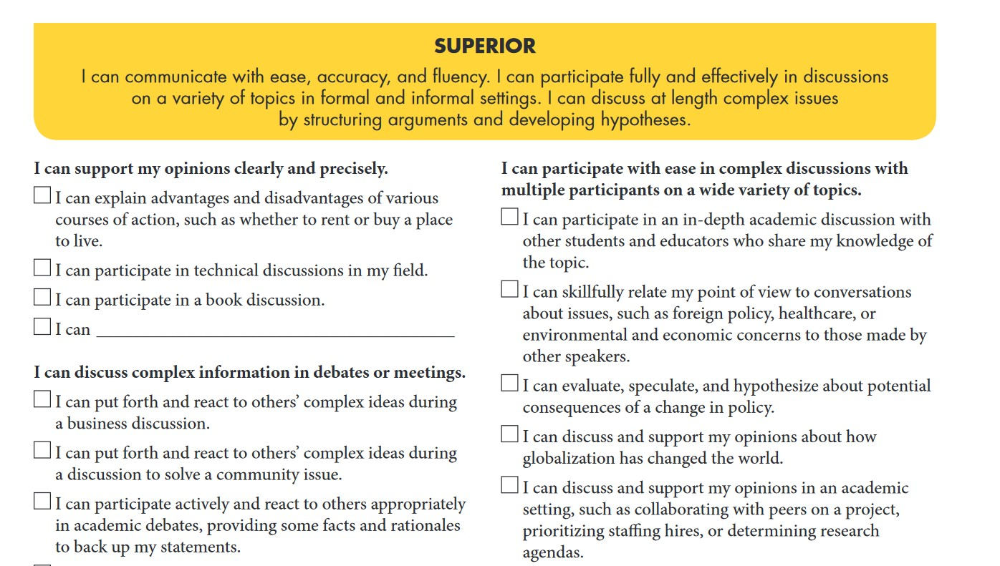 SUPERIOR
I can communicate with ease, accuracy, and fluency. I can participate fully and effectively in discussions
on a variety of topics in formal and informal settings. I can discuss at length complex issues
by structuring arguments and developing hypotheses.
I can support my opinions clearly and precisely.
I can explain advantages and disadvantages of various
courses of action, such as whether to rent or buy a place
to live.
I can participate in technical discussions in my field.
I can participate in a book discussion.
I can
I can discuss complex information in debates or meetings.
I can put forth and react to others’ complex ideas during
a business discussion.
I can put forth and react to others’ complex ideas during
a discussion to solve a community issue.
I can participate actively and react to others appropriately
in academic debates, providing some facts and rationales
to back up my statements.
I can participate with ease in complex discussions with
multiple participants on a wide variety of topics.
I can participate in an in-depth academic discussion with
other students and educators who share my knowledge of
the topic.
I can skillfully relate my point of view to conversations
about issues, such as foreign policy, healthcare, or
environmental and economic concerns to those made by
other speakers.
I can evaluate, speculate, and hypothesize about potential
consequences of a change in policy.
I can discuss and support my opinions about how
globalization has changed the world.
I can discuss and support my opinions in an academic
setting, such as collaborating with peers on a project,
prioritizing staffing hires, or determining research
agendas.